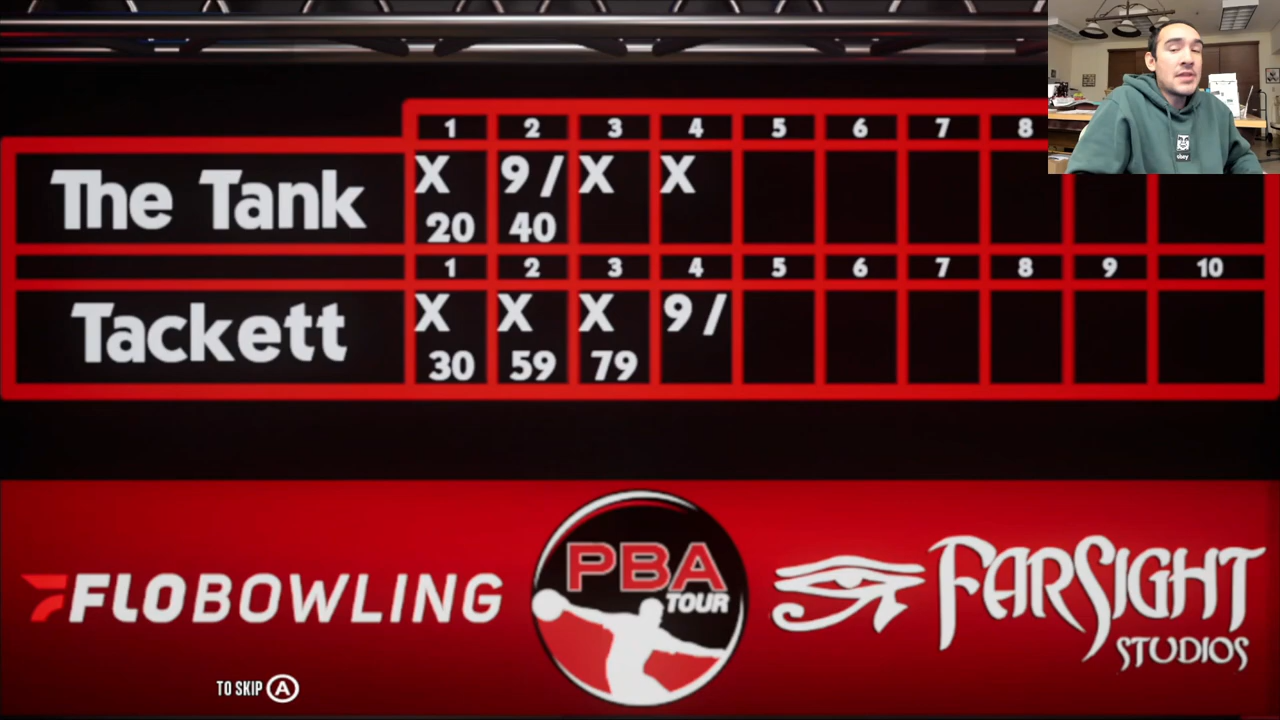 1 2 3 4 5 6 7 8
The Tank X 9 / X X
20 40
1 2 3 4 5 6 7 8 9 10
Tackett X X X 9 /
30 59 79
FLOBOWLING
PBA
TOUR
FARSIGHT
STUDIOS
TO SKIP A
obey